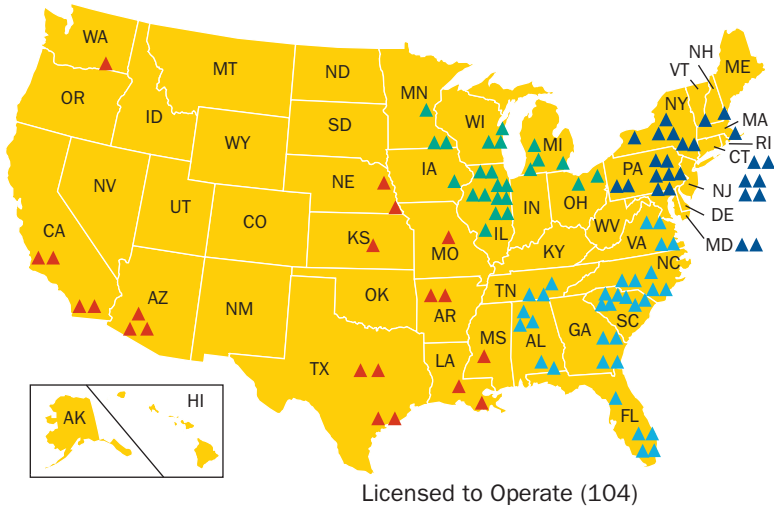 WA
MT
ND
MN
VT
NH
ME
OR
ID
SD
WI
MI
NY
MA
RI
CT
WY
IA
PA
NJ
NV
UT
CO
NE
IL
IN
OH
WV
VA
DE
MD
CA
KS
MO
KY
NC
AZ
NM
OK
AR
TN
SC
TX
LA
MS
AL
GA
FL
AK
HI
Licensed to Operate (104)